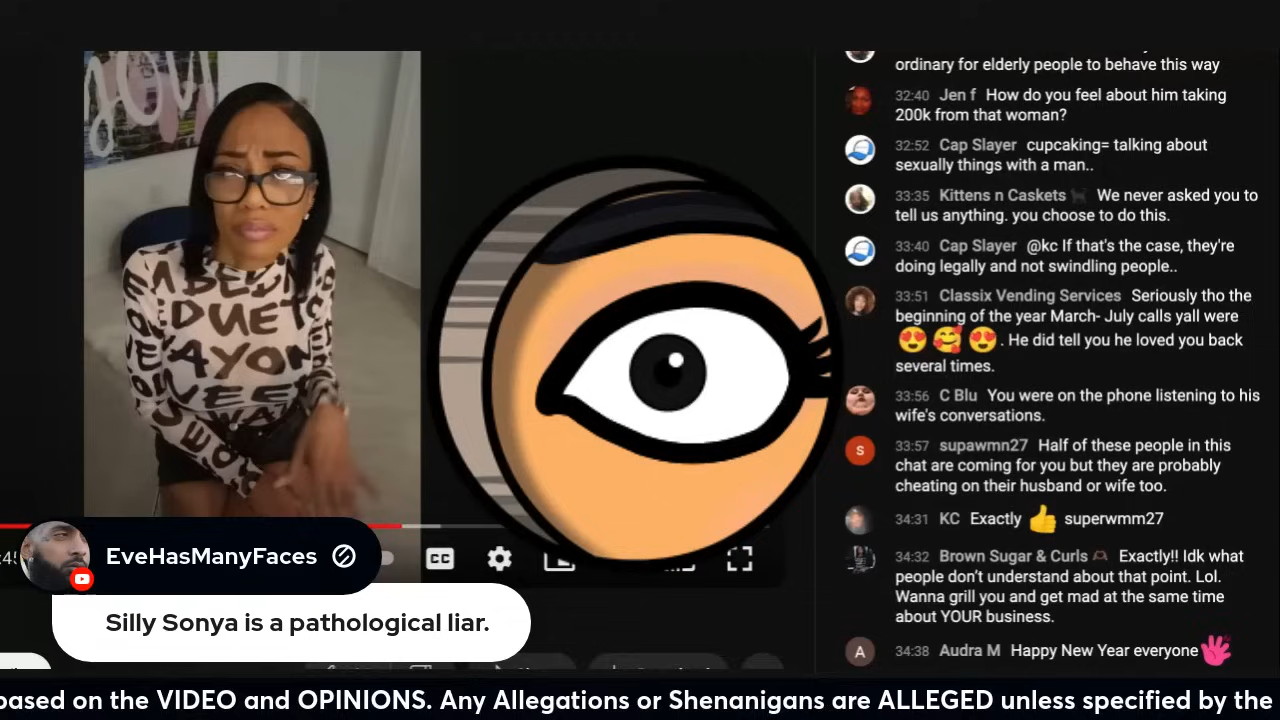 ordinary for elderly people to behave this way
32:40 Jen f How do you feel about him taking
200k from that woman?
32:52 Cap Slayer cupcaking= talking about
sexually things with a man..
33:35 Kittens n Caskets 🐈‍⬛ We never asked you to
tell us anything. you choose to do this.
33:40 Cap Slayer @kc If that's the case, they're
doing legally and not swindling people..
33:51 Classix Vending Services Seriously tho the
beginning of the year March- July calls yall were
😍🥰😍. He did tell you he loved you back
several times.
33:56 C Blu You were on the phone listening to his
wife's conversations.
S 33:57 supawmn27 Half of these people in this
chat are coming for you but they are probably
cheating on their husband or wife too.
34:31 KC Exactly 👍 superwmm27
34:32 Brown Sugar & Curls Exactly!! Idk what
people don't understand about that point. Lol.
Wanna grill you and get mad at the same time
about YOUR business.
A 34:38 Audra M Happy New Year everyone
CC
EveHasManyFaces
Silly Sonya is a pathological liar.
based on the VIDEO and OPINIONS. Any Allegations or Shenanigans are ALLEGED unless specified by the